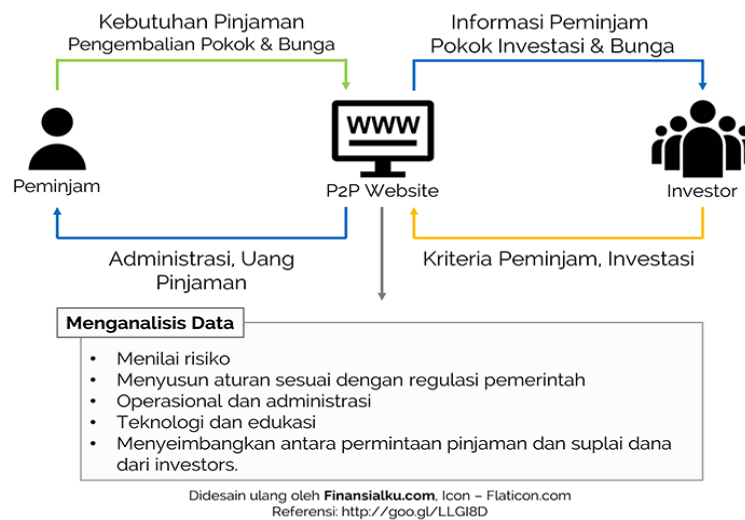 Kebutuhan Pinjaman
Pengembalian Pokok & Bunga
Informasi Peminjam
Pokok Investasi & Bunga
WWW
Peminjam
P2P Website
Investor
Administrasi, Uang
Pinjaman
Kriteria Peminjam, Investasi
Menganalisis Data
• Menilai risiko
• Menyusun aturan sesuai dengan regulasi pemerintah
• Operasional dan administrasi
• Teknologi dan edukasi
• Menyeimbangkan antara permintaan pinjaman dan suplai dana
dari investors.
Didesain ulang oleh Finansialku.com, Icon – Flaticon.com
Referensi: http://goo.gl/LLGI8D